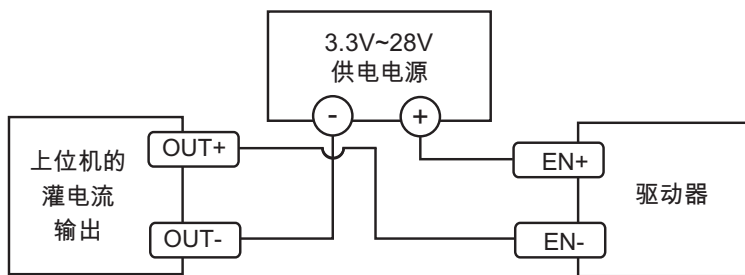 3.3V~28V
供电电源
-
+
上位机的
灌电流
输出
OUT+
OUT-
EN+
EN-
驱动器